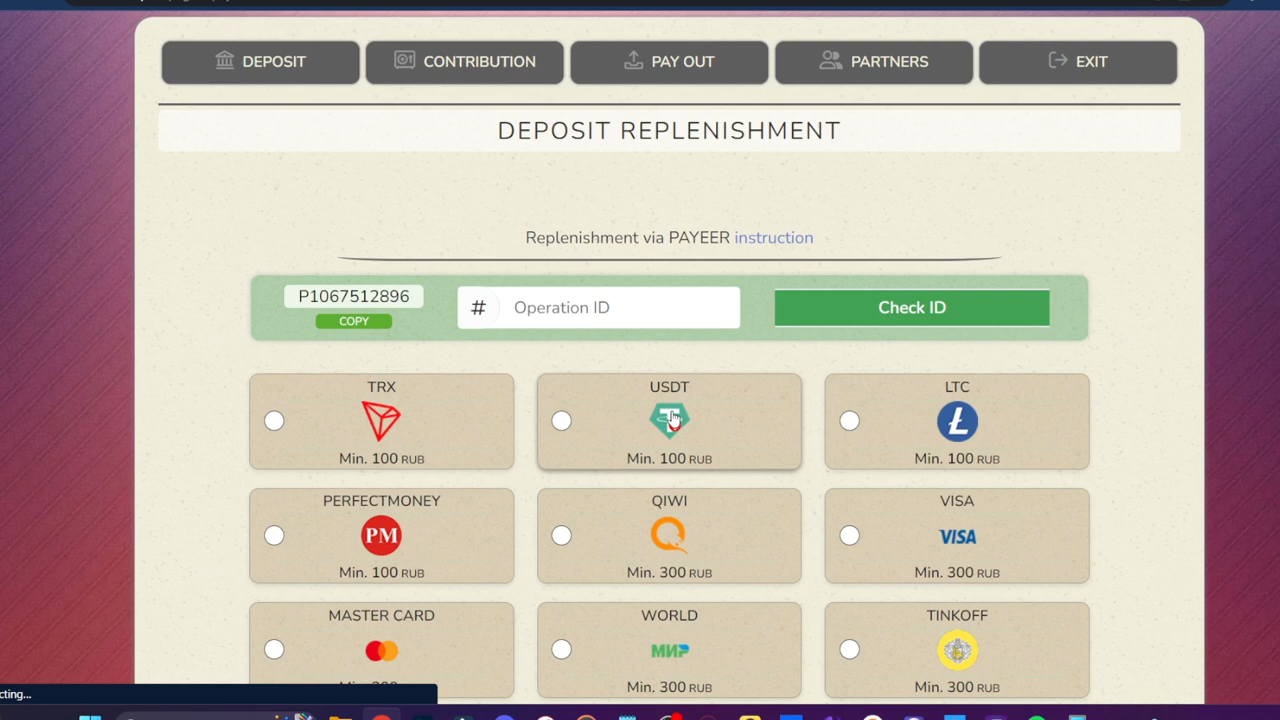 DEPOSIT
CONTRIBUTION
PAY OUT
PARTNERS
EXIT
DEPOSIT REPLENISHMENT
Replenishment via PAYEER instruction
P1067512896
COPY
# Operation ID
Check ID
TRX
Min. 100 RUB
USDT
Min. 100 RUB
LTC
Min. 100 RUB
PERFECTMONEY
PM
Min. 100 RUB
QIWI
Min. 300 RUB
VISA
VISA
Min. 300 RUB
MASTER CARD
WORLD
МИР
Min. 300 RUB
TINKOFF
Min. 300 RUB
cting...